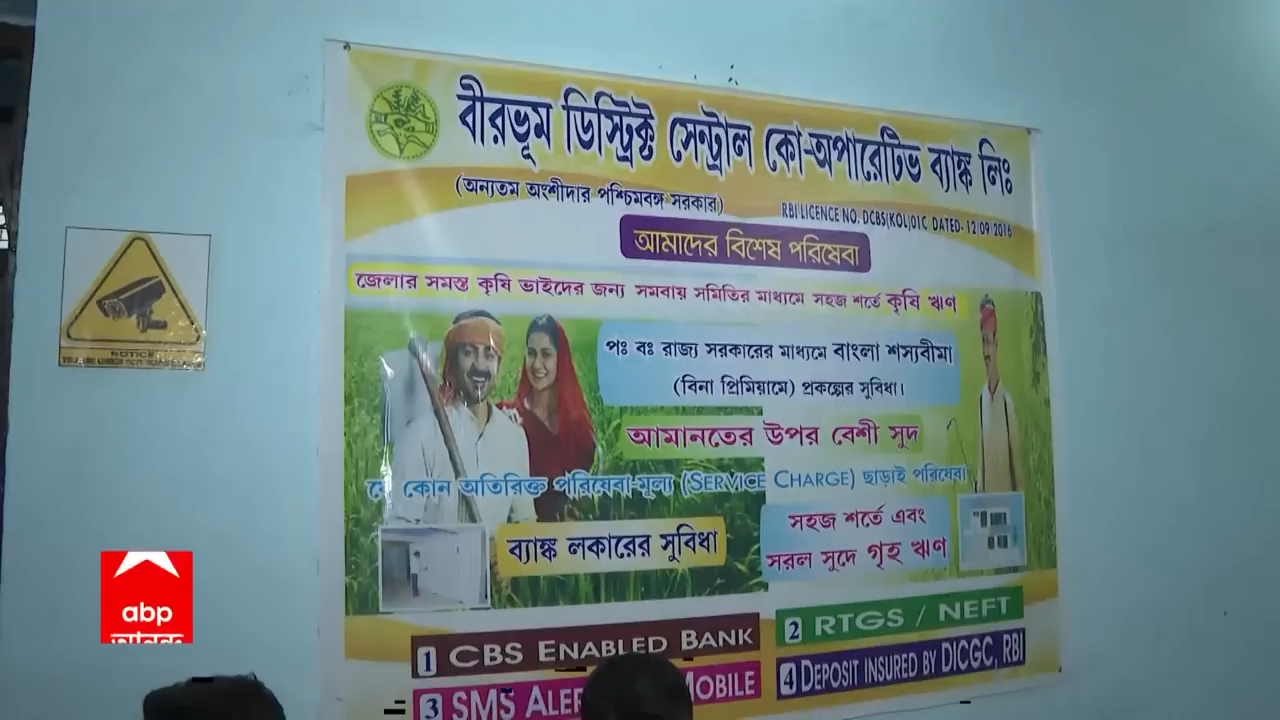 বীরভূম ডিস্ট্রিক্ট সেন্ট্রাল কো-অপারেটিভ ব্যাঙ্ক লিঃ
(অন্যতম অংশীদার পশ্চিমবঙ্গ সরকার)
RBI LICENCE NO. DCBS(KOL)01C DATED- 12 09 2016
আমাদের বিশেষ পরিষেবা
জেলার সমস্ত কৃষি ভাইদের জন্য সমবায় সমিতির মাধ্যমে সহজ শর্তে কৃষি ঋণ
পঃ বঃ রাজ্য সরকারের মাধ্যমে বাংলা শস্যবীমা
(বিনা প্রিমিয়ামে) প্রকল্পের সুবিধা।
আমানতের উপর বেশী সুদ
যে কোন অতিরিক্ত পরিষেবা-মূল্য (SERVICE CHARGE) ছাড়াই পরিষেবা
ব্যাঙ্ক লকারের সুবিধা
সহজ শর্তে এবং
সরল সুদে গৃহ ঋণ
1 CBS ENABLED BANK
2 RTGS / NEFT
3 SMS ALER MOBILE
4 DEPOSIT INSURED BY DICGC, RBI
NOTICE
abp
আনন্দ